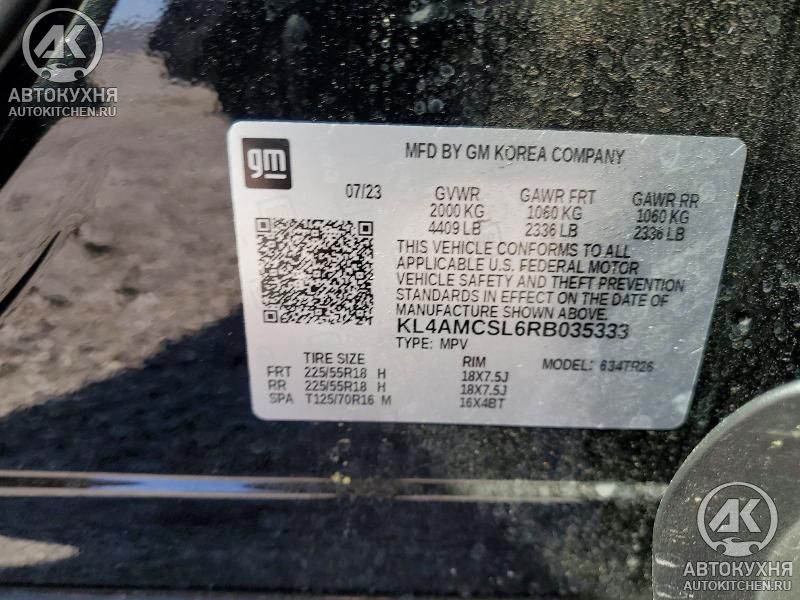 AK
АВТОКУХНЯ
AUTOKITCHEN.RU
gm
MFD BY GM KOREA COMPANY
07/23 GVWR GAWR FRT GAWR RR
2000 KG 1060 KG 1060 KG
4409 LB 2336 LB 2336 LB
THIS VEHICLE CONFORMS TO ALL
APPLICABLE U.S. FEDERAL MOTOR
VEHICLE SAFETY AND THEFT PREVENTION
STANDARDS IN EFFECT ON THE DATE OF
MANUFACTURE SHOWN ABOVE.
KL4AMCSL6RB035333
TYPE: MPV
TIRE SIZE RIM MODEL: 634TR26
FRT 225/55R18 H 18X7.5J
RR 225/55R18 H 18X7.5J
SPA T125/70R16 M 16X4BT
AK
АВТОКУХНЯ
AUTOKITCHEN.RU